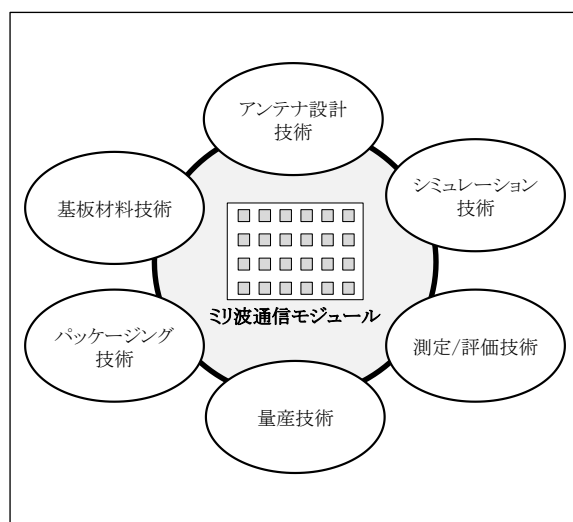 アンテナ設計
技術
シミュレーション
技術
基板材料技術
ミリ波通信モジュール
パッケージング
技術
測定/評価技術
量産技術